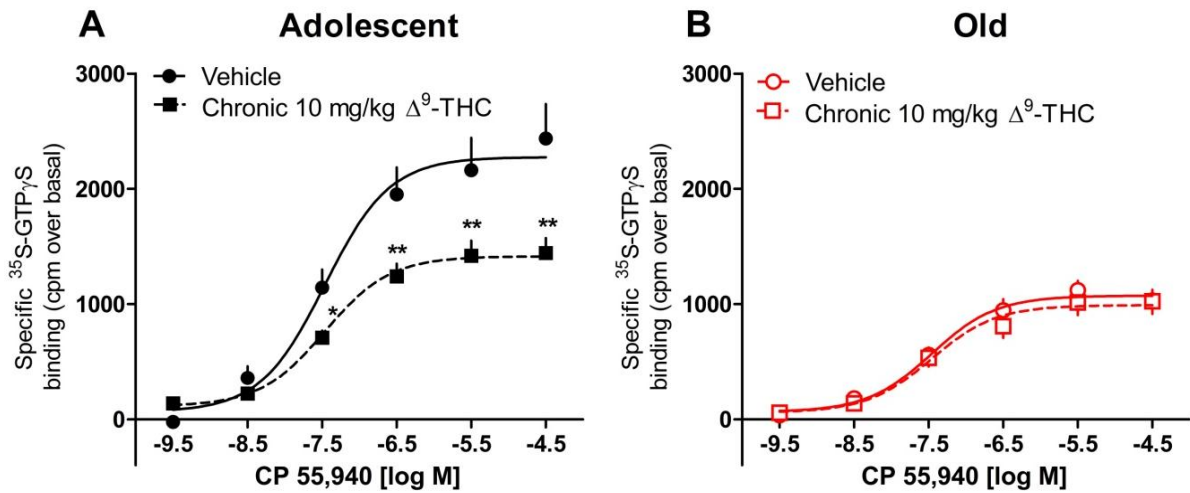 A
Adolescent
Vehicle
Chronic 10 mg/kg Δ⁹-THC
3000
2000
1000
0
Specific ³⁵S-GTPγS
binding (cpm over basal)
*
**
**
**
-9.5 -8.5 -7.5 -6.5 -5.5 -4.5
CP 55,940 [log M]
B
Old
Vehicle
Chronic 10 mg/kg Δ⁹-THC
3000
2000
1000
0
Specific ³⁵S-GTPγS
binding (cpm over basal)
-9.5 -8.5 -7.5 -6.5 -5.5 -4.5
CP 55,940 [log M]